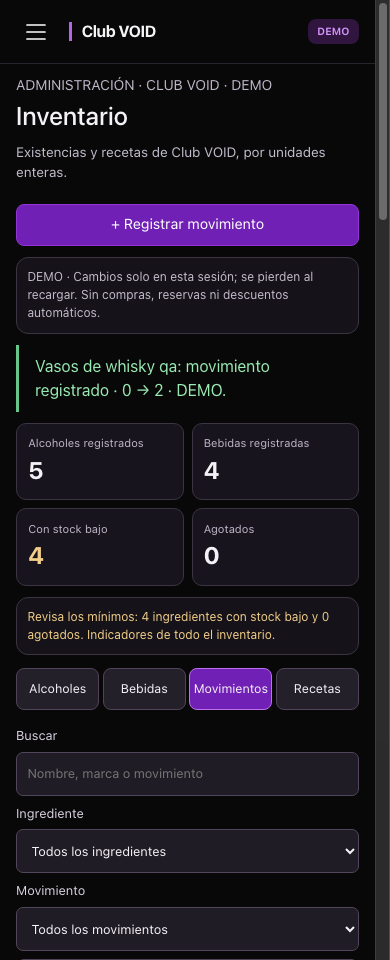 Club VOID
DEMO
ADMINISTRACIÓN · CLUB VOID · DEMO
Inventario
Existencias y recetas de Club VOID, por unidades
enteras.
+ Registrar movimiento
DEMO · Cambios solo en esta sesión; se pierden al
recargar. Sin compras, reservas ni descuentos
automáticos.
Vasos de whisky qa: movimiento
registrado · 0 → 2 · DEMO.
Alcoholes registrados
5
Bebidas registradas
4
Con stock bajo
4
Agotados
0
Revisa los mínimos: 4 ingredientes con stock bajo y 0
agotados. Indicadores de todo el inventario.
Alcoholes
Bebidas
Movimientos
Recetas
Buscar
Nombre, marca o movimiento
Ingrediente
Todos los ingredientes
Movimiento
Todos los movimientos